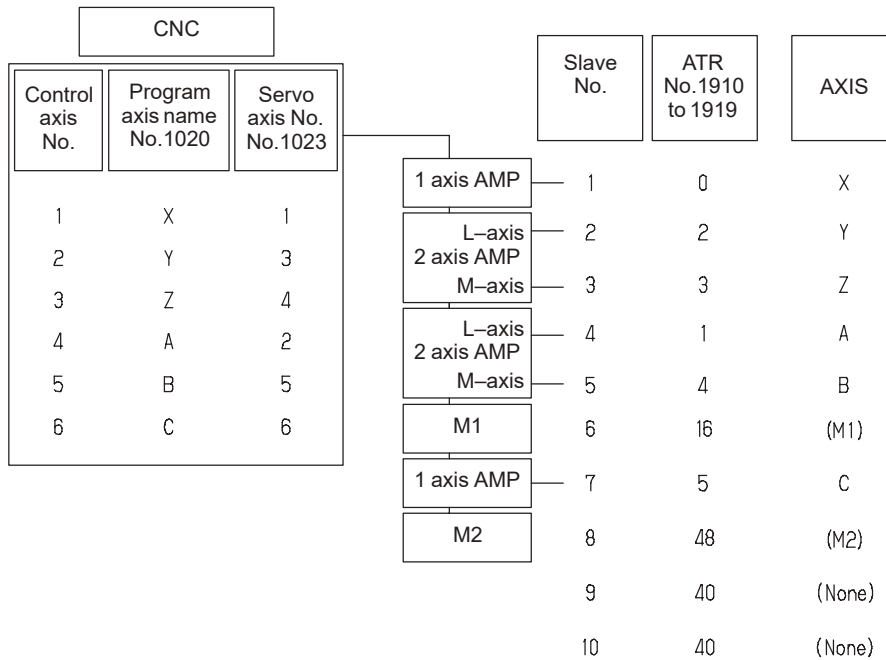 CNC
Control
axis
No.
Program
axis name
No.1020
Servo
axis No.
No.1023
1 X 1
2 Y 3
3 Z 4
4 A 2
5 B 5
6 C 6
1 axis AMP
L–axis
2 axis AMP
M–axis
L–axis
2 axis AMP
M–axis
M1
1 axis AMP
M2
Slave
No.
ATR
No.1910
to 1919
AXIS
1 0 X
2 2 Y
3 3 Z
4 1 A
5 4 B
6 16 (M1)
7 5 C
8 48 (M2)
9 40 (None)
10 40 (None)